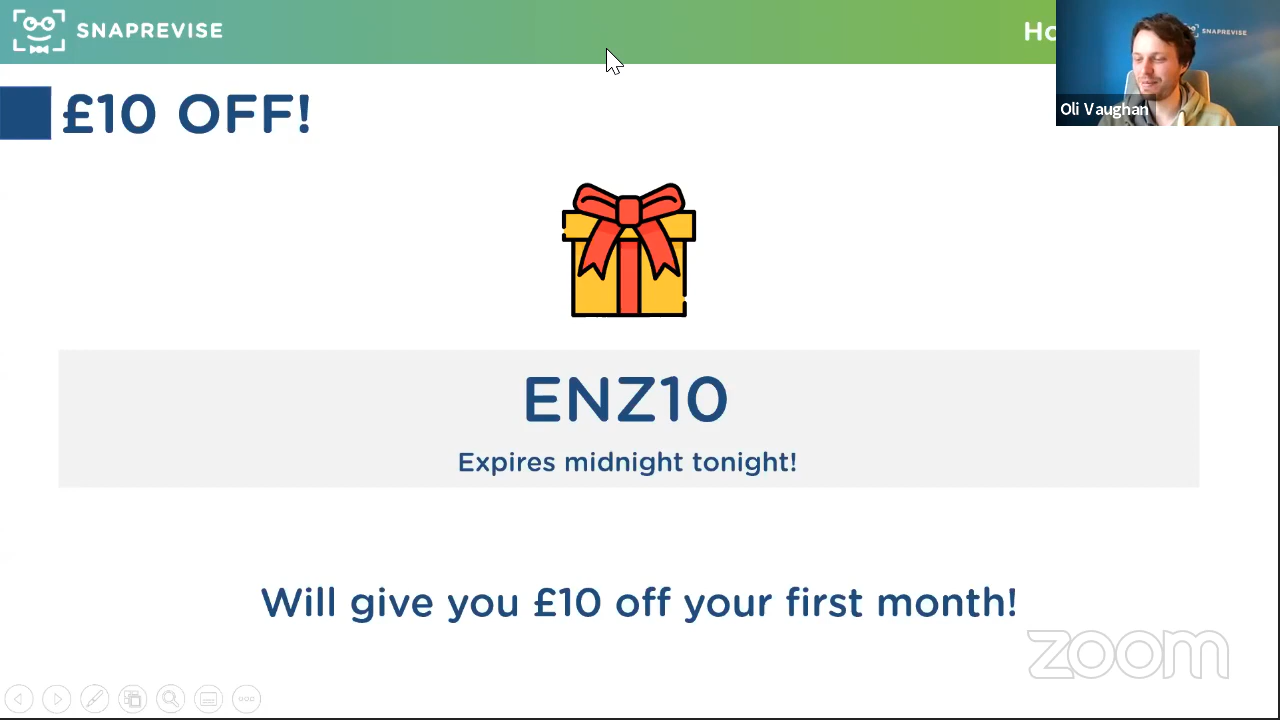 SNAPREVISE
Ho
SNAPREVISE
Oli Vaughan
£10 OFF!
ENZ10
Expires midnight tonight!
Will give you £10 off your first month!
zoom